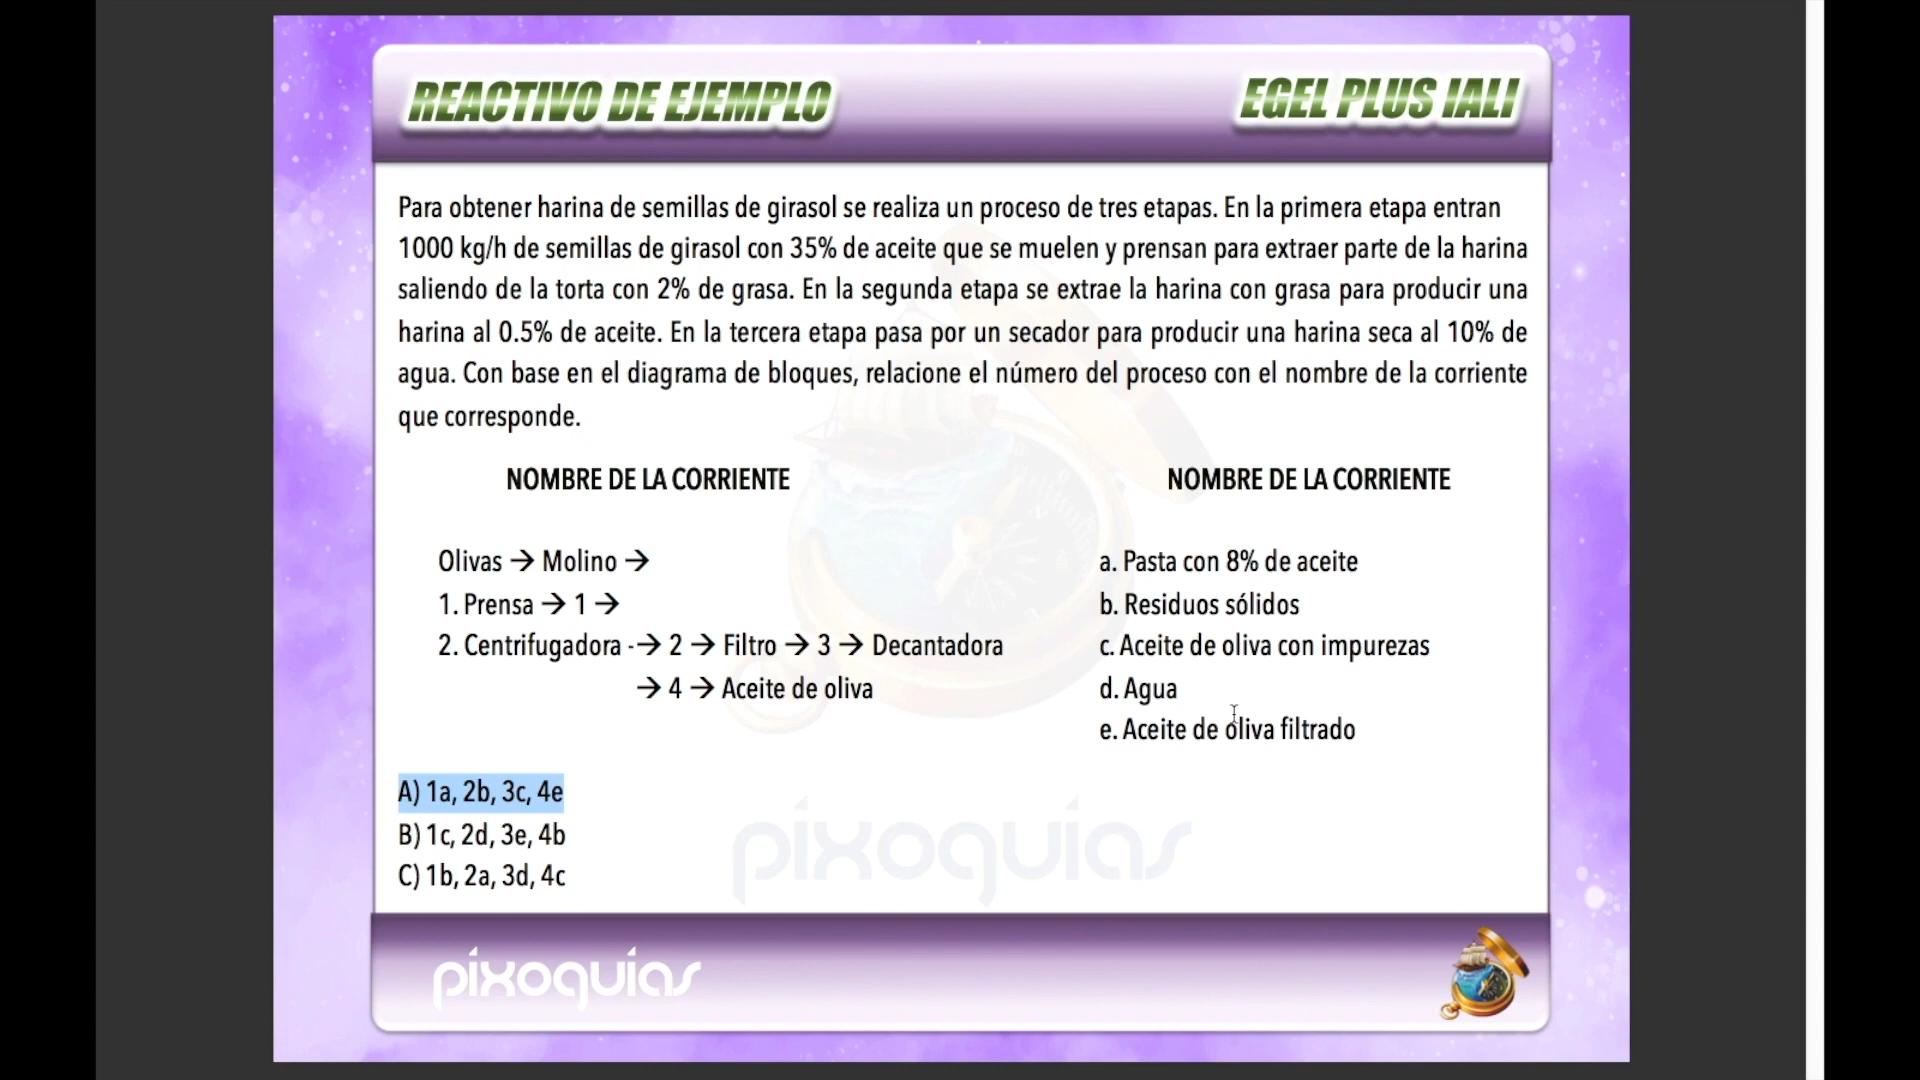 REACTIVO DE EJEMPLO
EGEL PLUS IALI
Para obtener harina de semillas de girasol se realiza un proceso de tres etapas. En la primera etapa entran
1000 kg/h de semillas de girasol con 35% de aceite que se muelen y prensan para extraer parte de la harina
saliendo de la torta con 2% de grasa. En la segunda etapa se extrae la harina con grasa para producir una
harina al 0.5% de aceite. En la tercera etapa pasa por un secador para producir una harina seca al 10% de
agua. Con base en el diagrama de bloques, relacione el número del proceso con el nombre de la corriente
que corresponde.
NOMBRE DE LA CORRIENTE
Olivas → Molino →
1. Prensa → 1 →
2. Centrifugadora -→ 2 → Filtro → 3 → Decantadora
→ 4 → Aceite de oliva
NOMBRE DE LA CORRIENTE
a. Pasta con 8% de aceite
b. Residuos sólidos
c. Aceite de oliva con impurezas
d. Agua
e. Aceite de oliva filtrado
A) 1a, 2b, 3c, 4e
B) 1c, 2d, 3e, 4b
C) 1b, 2a, 3d, 4c
pixoguías
pixoguías